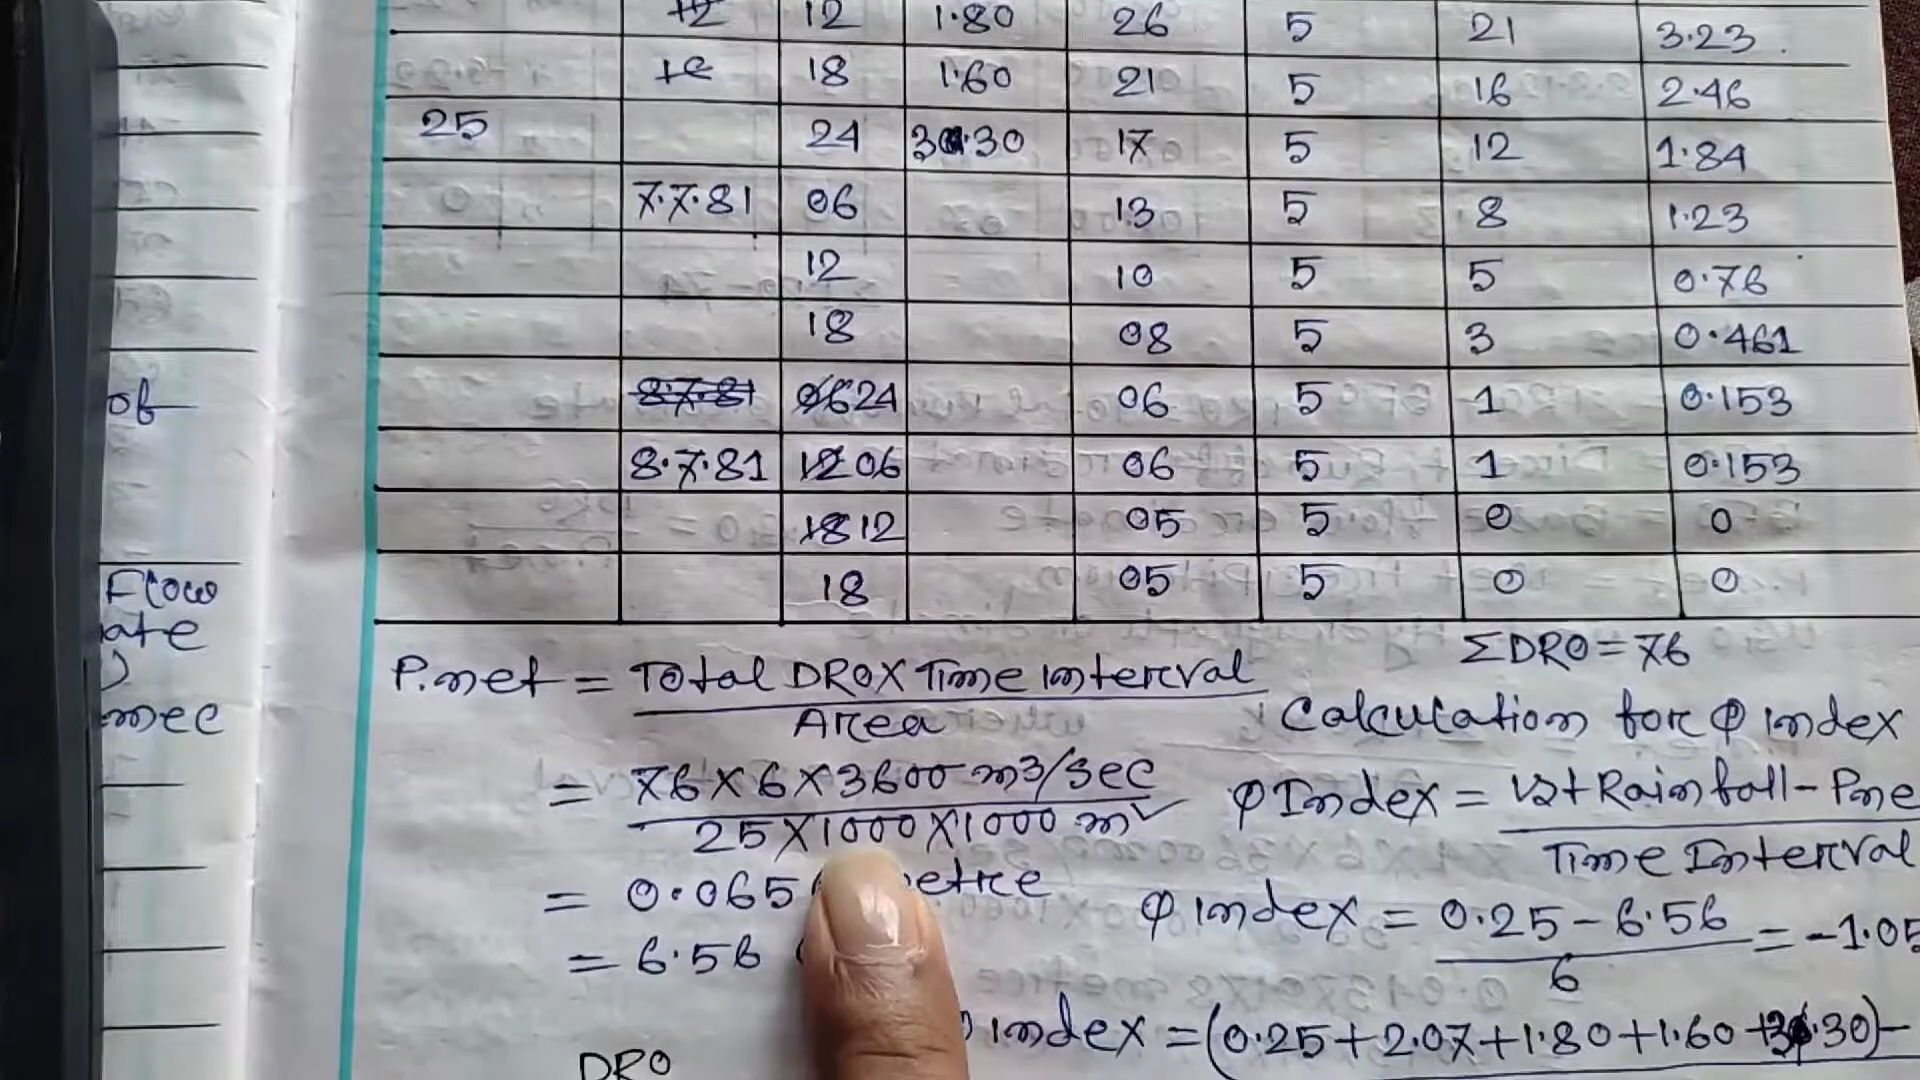 12 12 1.80 26 5 21 3.23
18 1.60 21 5 16 2.46
25 24 30.30 17 5 12 1.84
7.7.81 06 13 5 8 1.23
12 10 5 5 0.76
18 08 5 3 0.461
8.7.81 0624 06 5 1 0.153
8.7.81 12 06 06 5 1 0.153
18 12 05 5 0 0
18 05 5 0 0
of
Flow
ate
)
mec
ΣDRO = 76
P.net = Total DROX Time interval
Area
= 76 X 6 X 3600 m3/sec
25 X 1000 X 1000 m²
= 0.065 etre
= 6.56
DRO
Calculation for φ index
φ Index = Rainfall - Pne
Time Interval
φ index = 0.25 - 6.56 = -1.05
6
index = (0.25 + 2.07 + 1.80 + 1.60 + .30) -